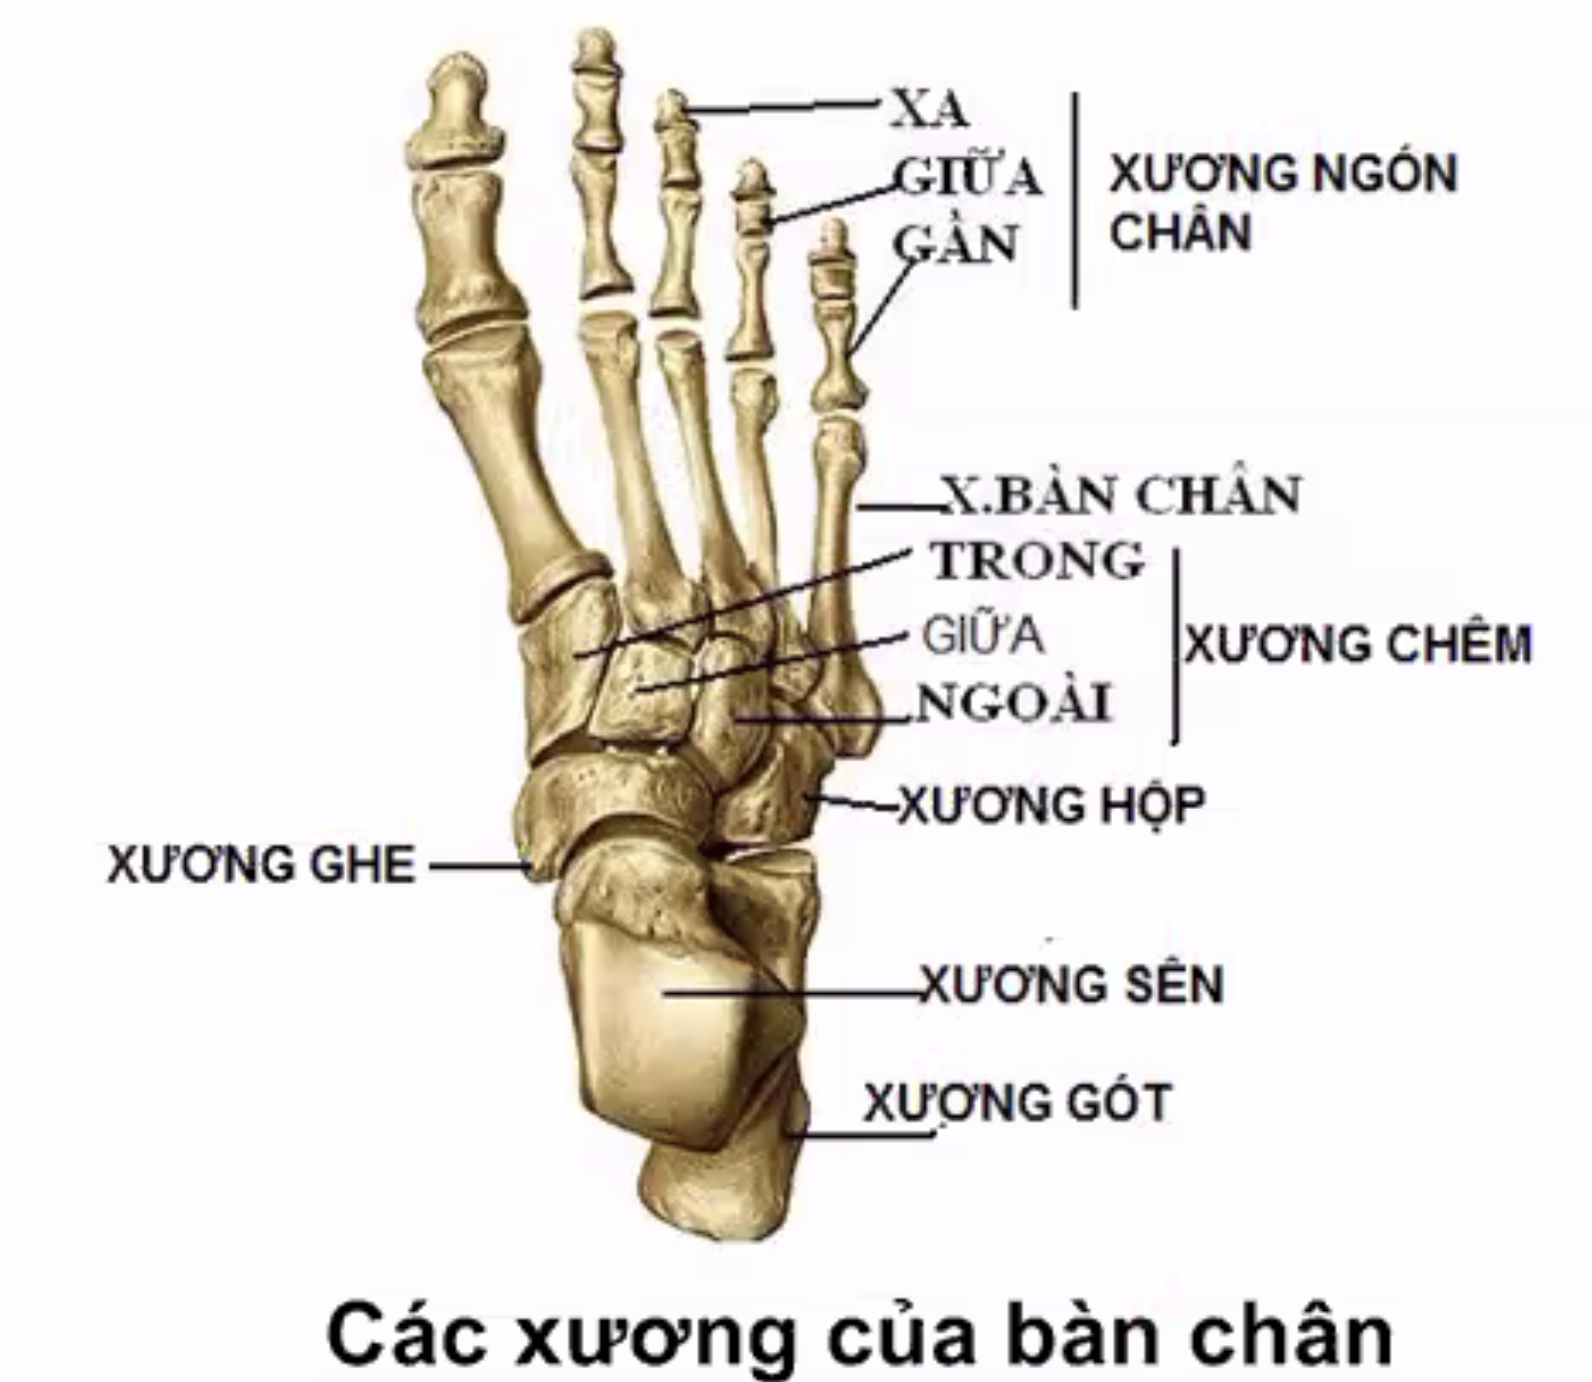 XA
GIỮA
GẦN
XƯƠNG NGÓN
CHÂN
X.BÀN CHÂN
TRONG
GIỮA
NGOÀI
XƯƠNG CHÊM
XƯƠNG HỘP
XƯƠNG GHE
XƯƠNG SÊN
XƯƠNG GÓT
Các xương của bàn chân